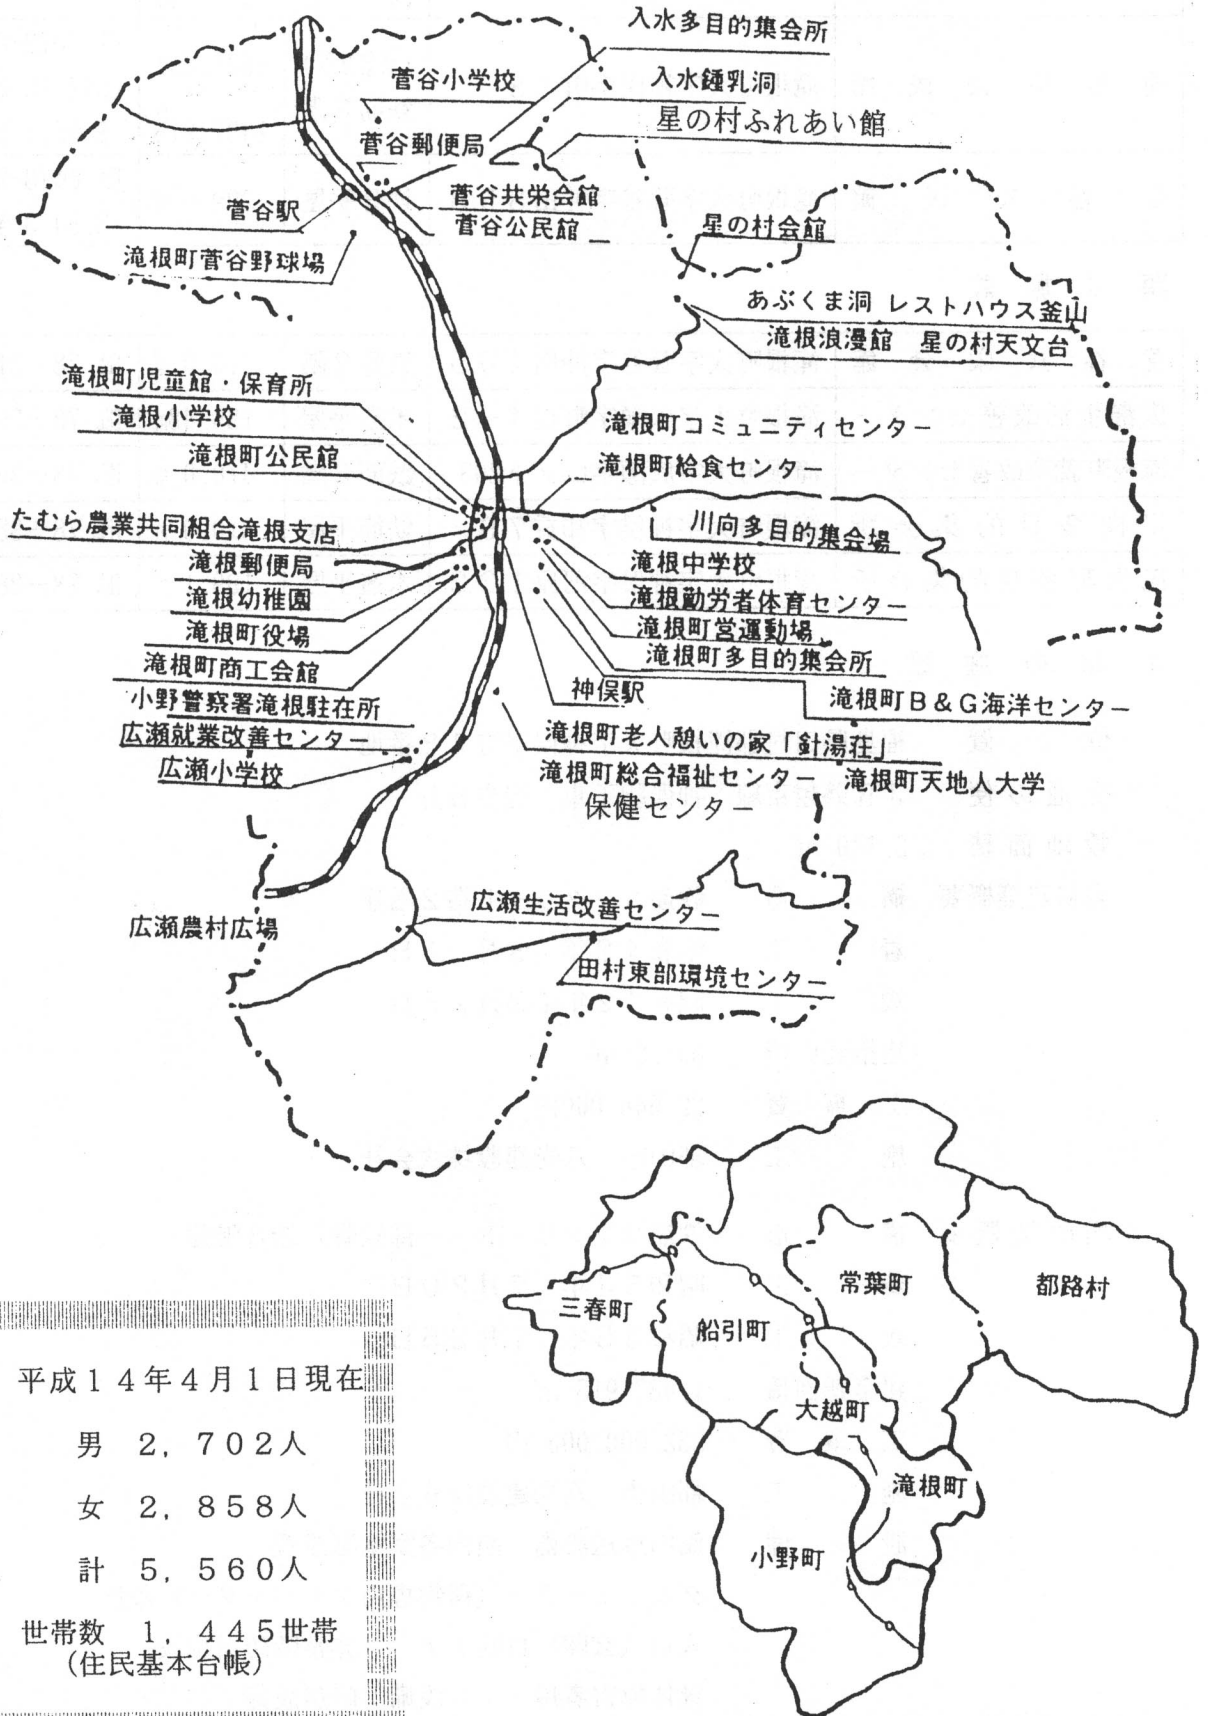 入水多目的集会所
菅谷小学校
入水鍾乳洞
星の村ふれあい館
菅谷郵便局
菅谷共栄会館
菅谷駅
菅谷公民館
星の村会館
滝根町菅谷野球場
あぶくま洞 レストハウス釜山
滝根浪漫館 星の村天文台
滝根町児童館・保育所
滝根小学校
滝根町コミュニティセンター
滝根町公民館
滝根町給食センター
たむら農業共同組合滝根支店
川向多目的集会場
滝根郵便局
滝根中学校
滝根幼稚園
滝根勤労者体育センター
滝根町役場
滝根町営運動場
滝根町商工会館
滝根町多目的集会所
小野警察署滝根駐在所
神俣駅
滝根町B&G海洋センター
広瀬就業改善センター
滝根町老人憩いの家「針湯荘」
広瀬小学校
滝根町総合福祉センター
滝根町天地人大学
保健センター
広瀬農村広場
広瀬生活改善センター
田村東部環境センター
三春町
船引町
常葉町
都路村
大越町
滝根町
小野町
平成14年4月1日現在
男 2,702人
女 2,858人
計 5,560人
世帯数 1,445世帯
(住民基本台帳)